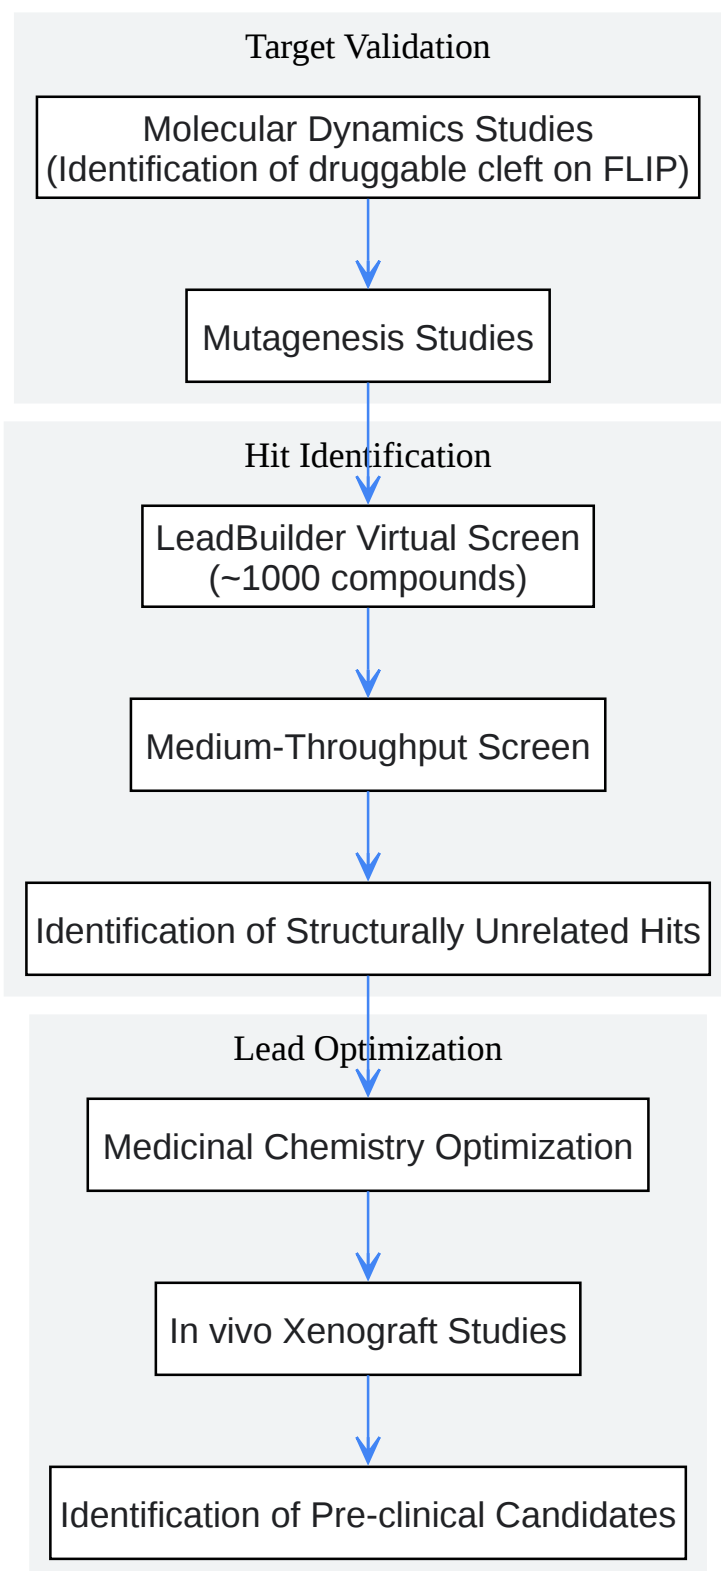 Target Validation
Molecular Dynamics Studies
(Identification of druggable cleft on FLIP)
Mutagenesis Studies
Hit Identification
LeadBuilder Virtual Screen
(~1000 compounds)
Medium-Throughput Screen
Identification of Structurally Unrelated Hits
Lead Optimization
Medicinal Chemistry Optimization
In vivo Xenograft Studies
Identification of Pre-clinical Candidates